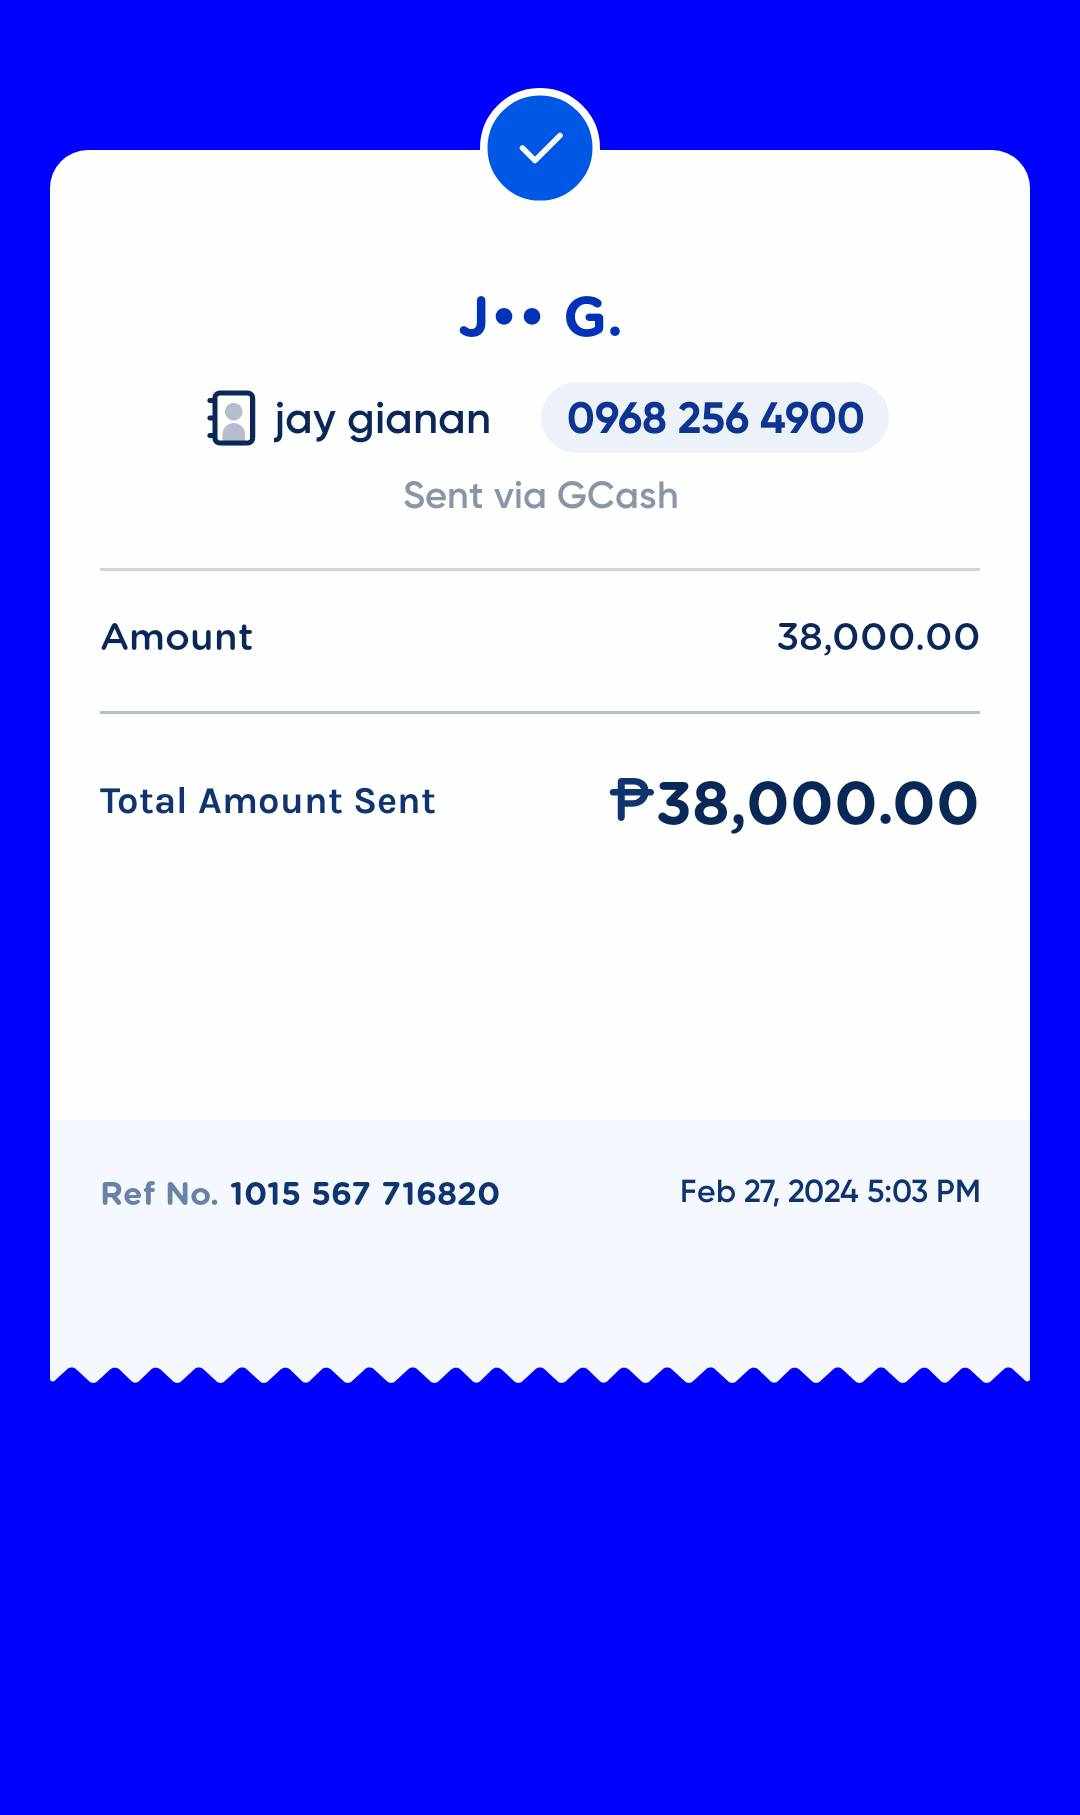 J•• G.
jay gianan 0968 256 4900
Sent via GCash
Amount 38,000.00
Total Amount Sent ₱38,000.00
Ref No. 1015 567 716820 Feb 27, 2024 5:03 PM